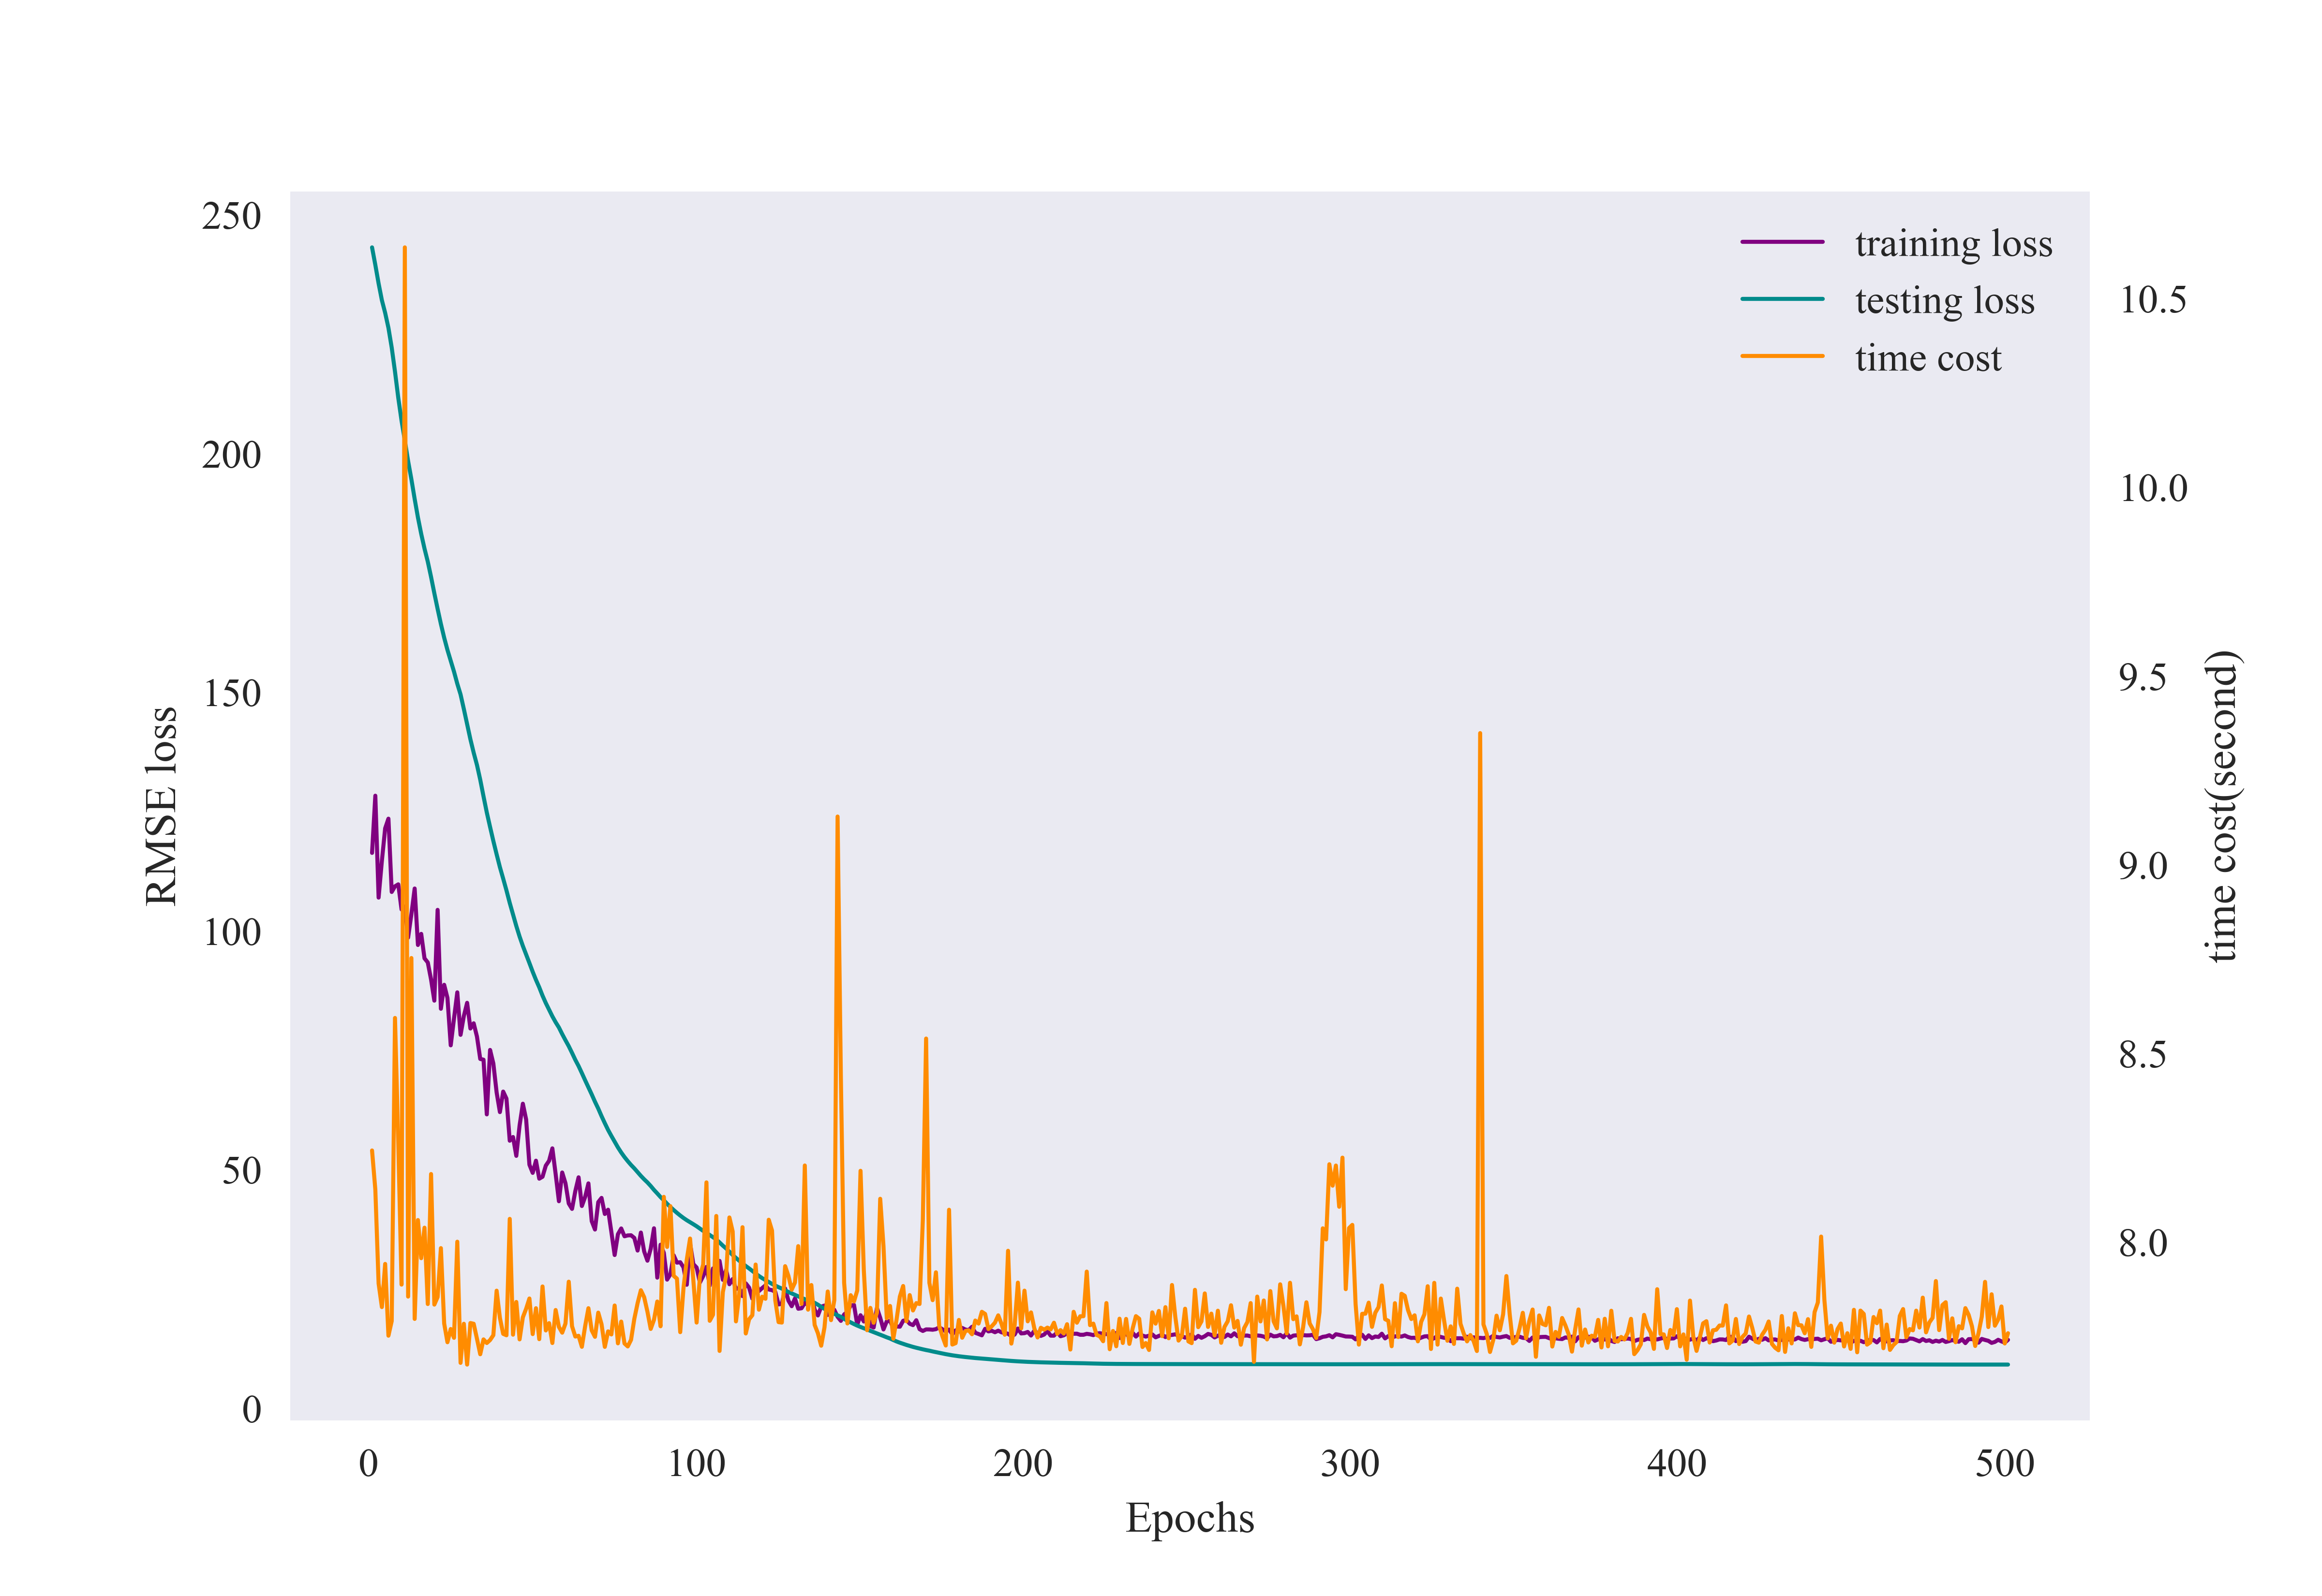 250
200
150
100
50
0
RMSE loss
training loss
testing loss
time cost
10.5
10.0
9.5
9.0
8.5
8.0
time cost(second)
0 100 200 300 400 500
Epochs